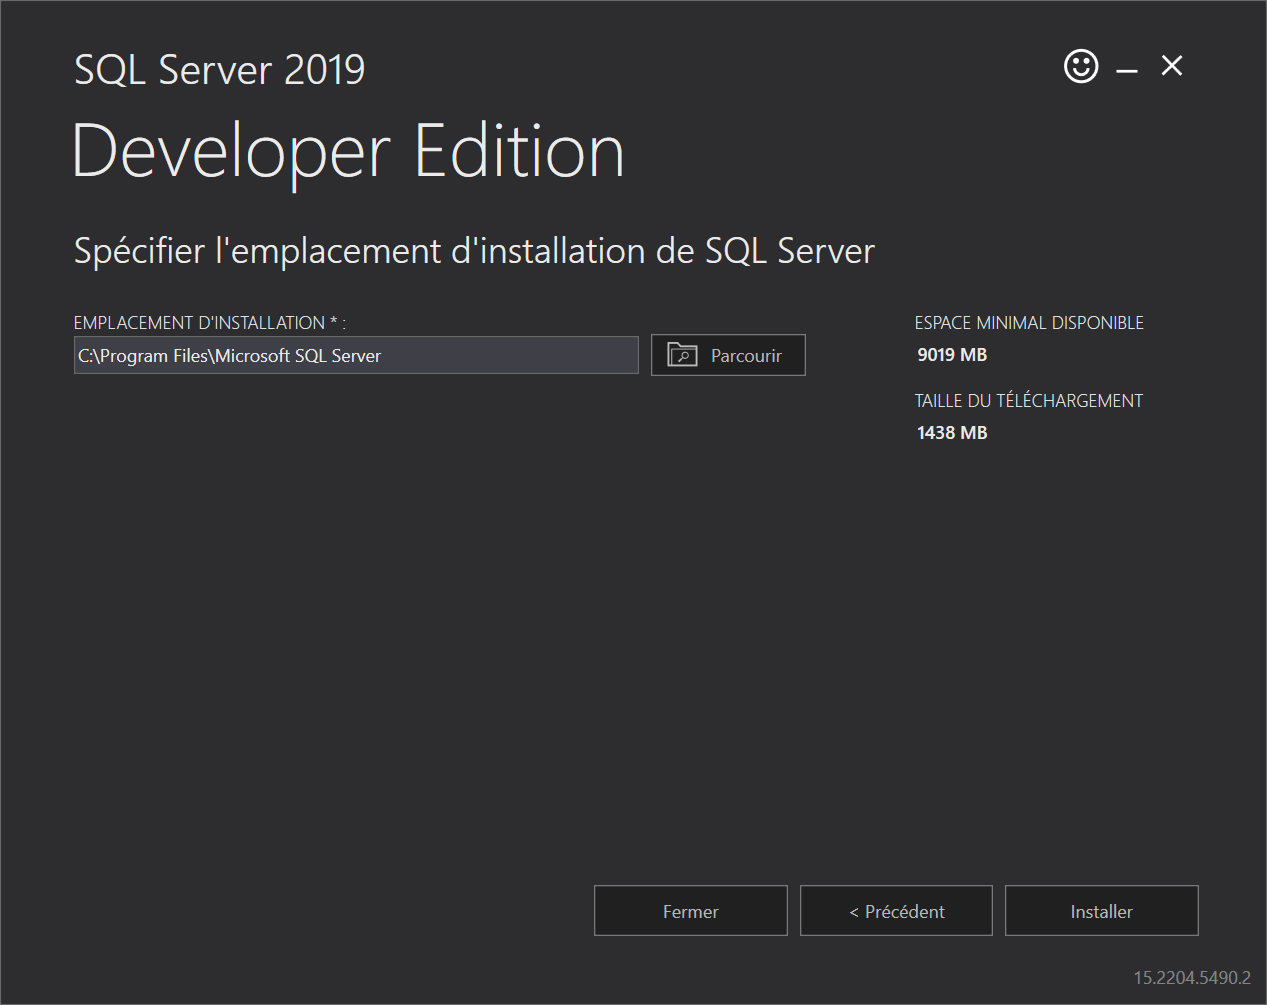 SQL Server 2019
Developer Edition
Spécifier l'emplacement d'installation de SQL Server
EMPLACEMENT D'INSTALLATION * :
C:\Program Files\Microsoft SQL Server
Parcourir
ESPACE MINIMAL DISPONIBLE
9019 MB
TAILLE DU TÉLÉCHARGEMENT
1438 MB
Fermer
< Précédent
Installer
15.2204.5490.2